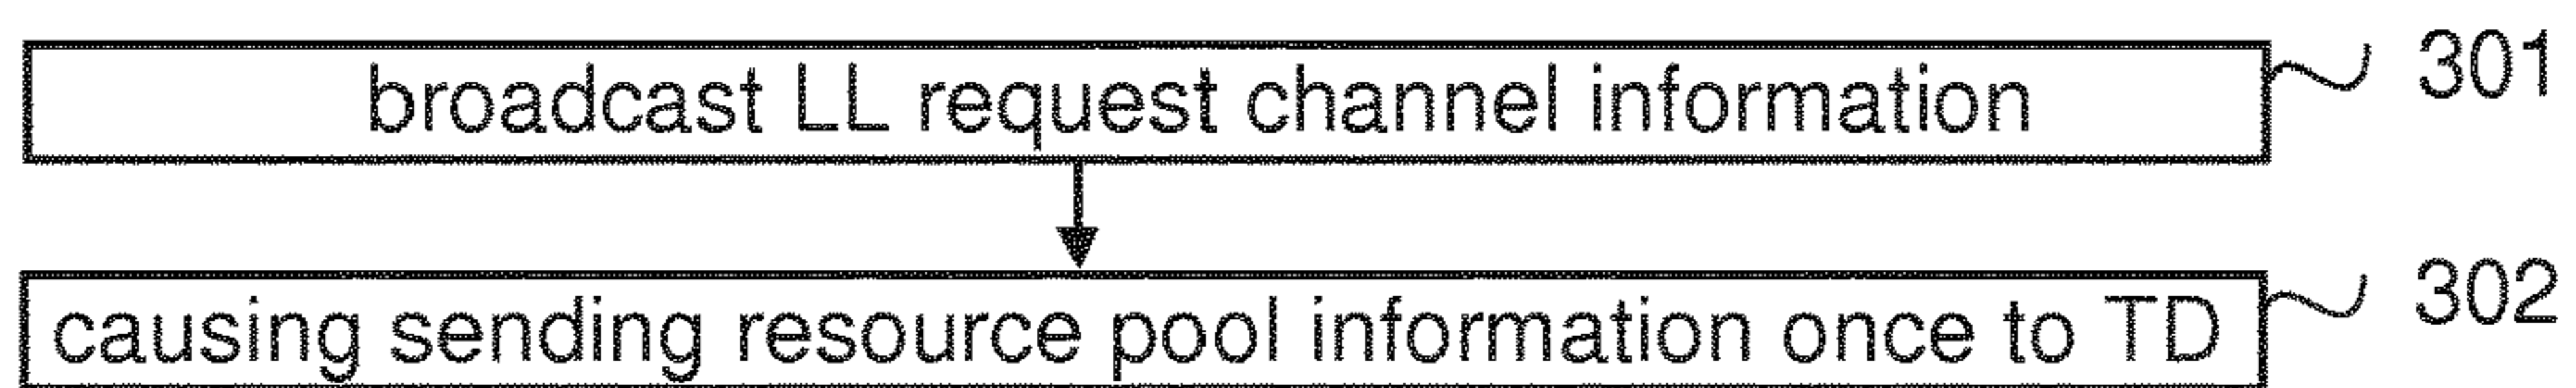 broadcast LL request channel information 301
causing sending resource pool information once to TD 302